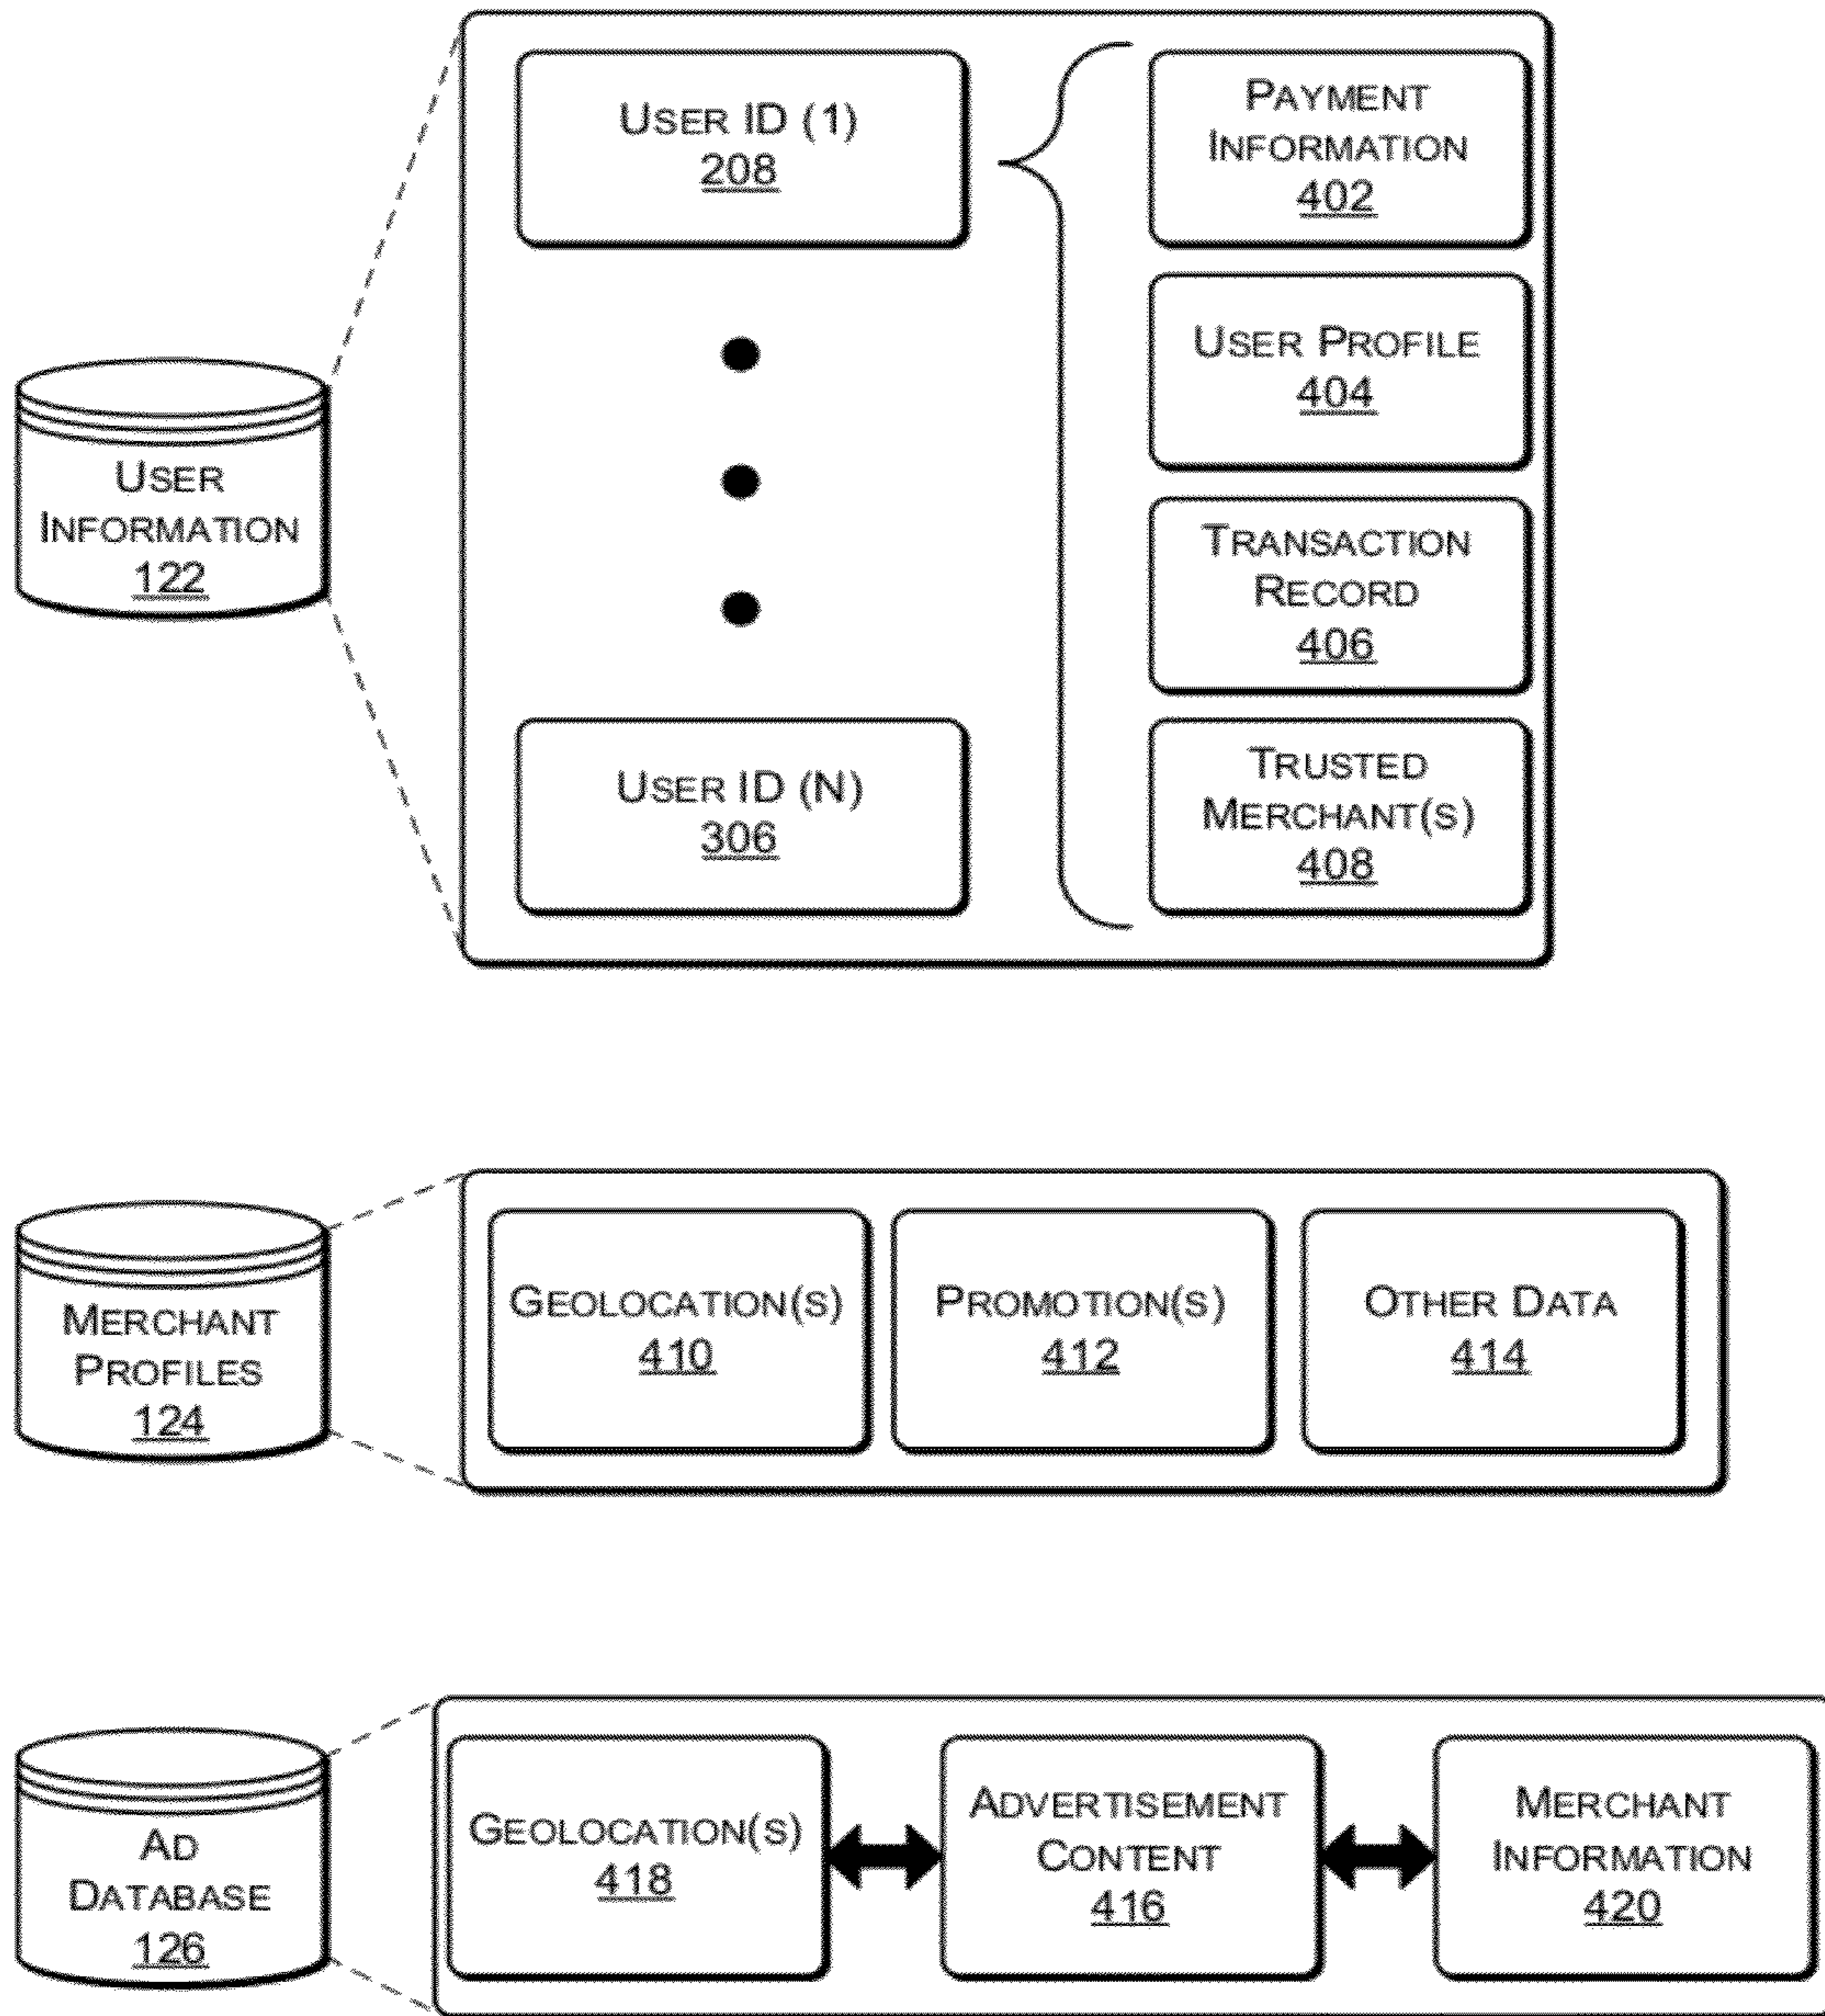 USER ID (1)
208
PAYMENT
INFORMATION
402
USER PROFILE
404
USER
INFORMATION
122
TRANSACTION
RECORD
406
USER ID (N)
306
TRUSTED
MERCHANT(S)
408
MERCHANT
PROFILES
124
GEOLOCATION(S)
410
PROMOTION(S)
412
OTHER DATA
414
AD
DATABASE
126
GEOLOCATION(S)
418
ADVERTISEMENT
CONTENT
416
MERCHANT
INFORMATION
420